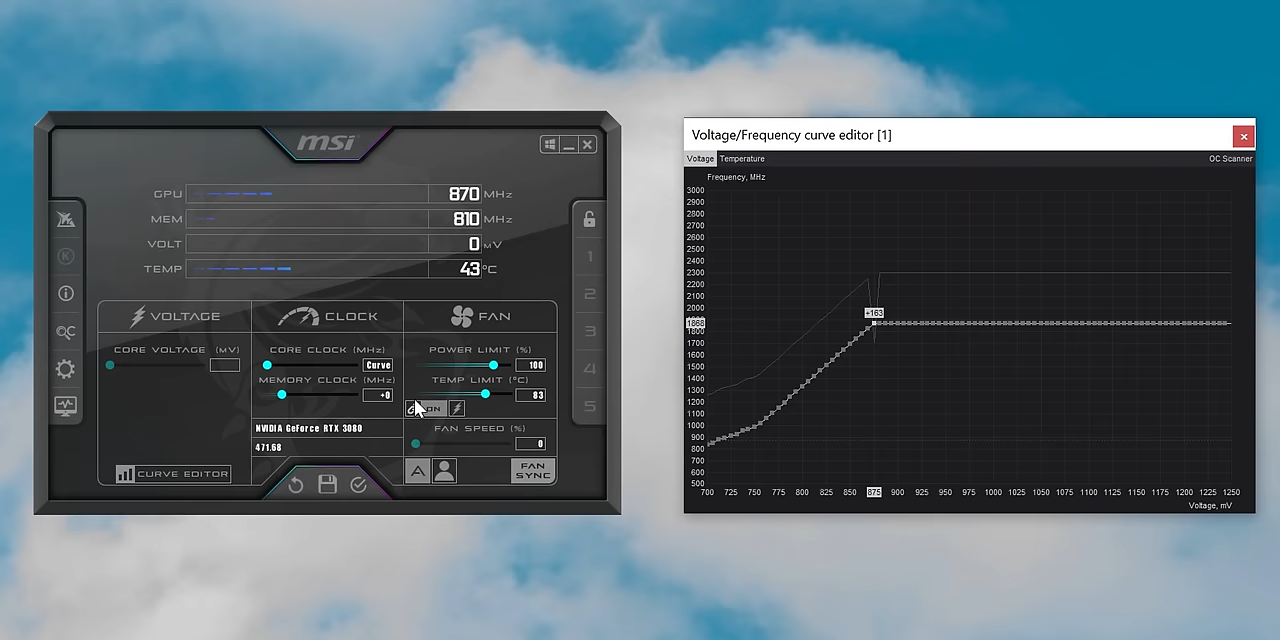 msi
GPU 870 MHz
MEM 810 MHz
VOLT 0 mV
TEMP 43 °C
K
i
QC
1
2
3
4
5
VOLTAGE
CORE VOLTAGE (MV)
CURVE EDITOR
CLOCK
CORE CLOCK (MHz)
Curve
MEMORY CLOCK (MHz)
+0
NVIDIA GeForce RTX 3080
471.68
FAN
POWER LIMIT (%)
100
TEMP LIMIT (°C)
83
ON
FAN SPEED (%)
0
A
FAN SYNC
Voltage/Frequency curve editor [1]
Voltage Temperature OC Scanner
Frequency, MHz
3000
2900
2800
2700
2600
2500
2400
2300
2200
2100
2000
1900
1868
1800
1700
1600
1500
1400
1300
1200
1100
1000
900
800
700
600
500
+163
700 725 750 775 800 825 850 875 900 925 950 975 1000 1025 1050 1075 1100 1125 1150 1175 1200 1225 1250
Voltage, mV